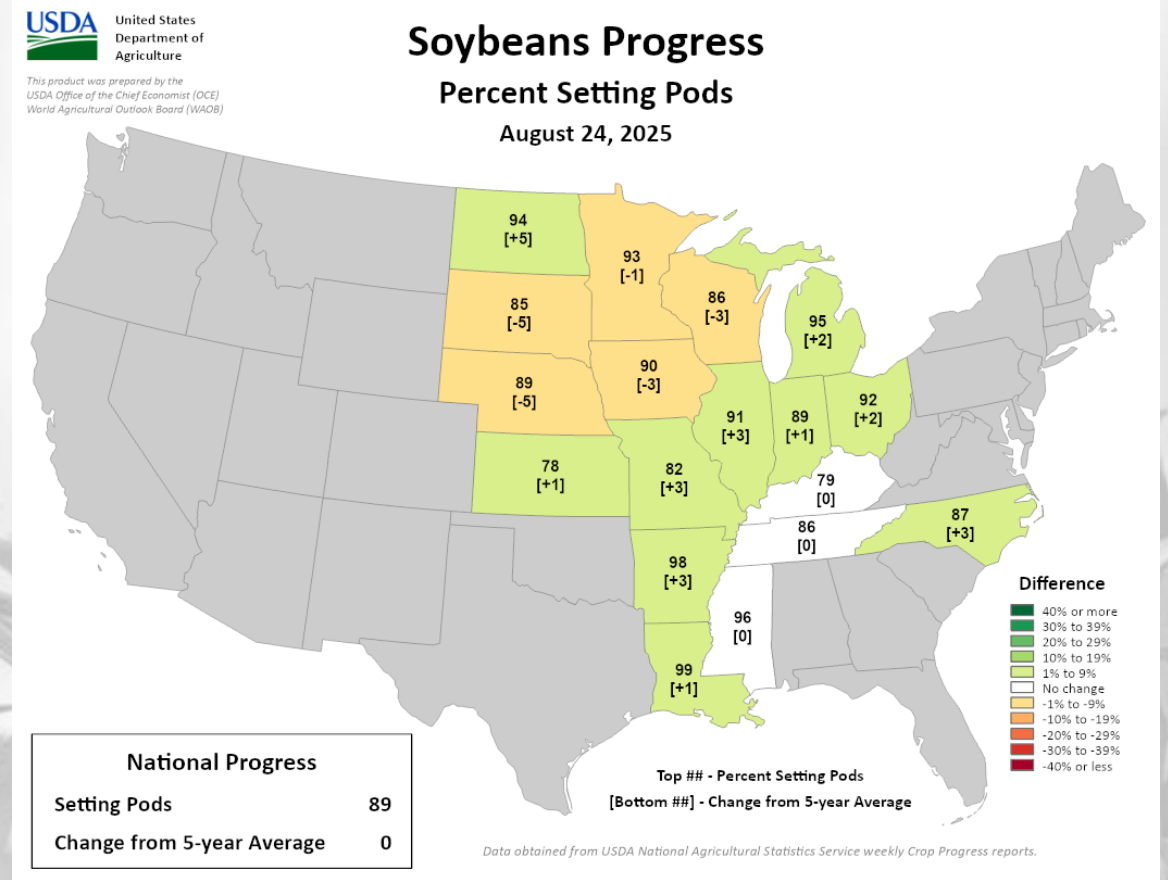 USDA
United States
Department of
Agriculture
This product was prepared by the
USDA Office of the Chief Economist (OCE)
World Agricultural Outlook Board (WAOB)
Soybeans Progress
Percent Setting Pods
August 24, 2025
94
[+5]
93
[-1]
85
[-5]
86
[-3]
95
[+2]
90
[-3]
89
[-5]
91
[+3]
89
[+1]
92
[+2]
78
[+1]
82
[+3]
79
[0]
86
[0]
87
[+3]
98
[+3]
96
[0]
99
[+1]
Difference
40% or more
30% to 39%
20% to 29%
10% to 19%
1% to 9%
No change
-1% to -9%
-10% to -19%
-20% to -29%
-30% to -39%
-40% or less
National Progress
Setting Pods 89
Change from 5-year Average 0
Top ## - Percent Setting Pods
[Bottom ##] - Change from 5-year Average
Data obtained from USDA National Agricultural Statistics Service weekly Crop Progress reports.